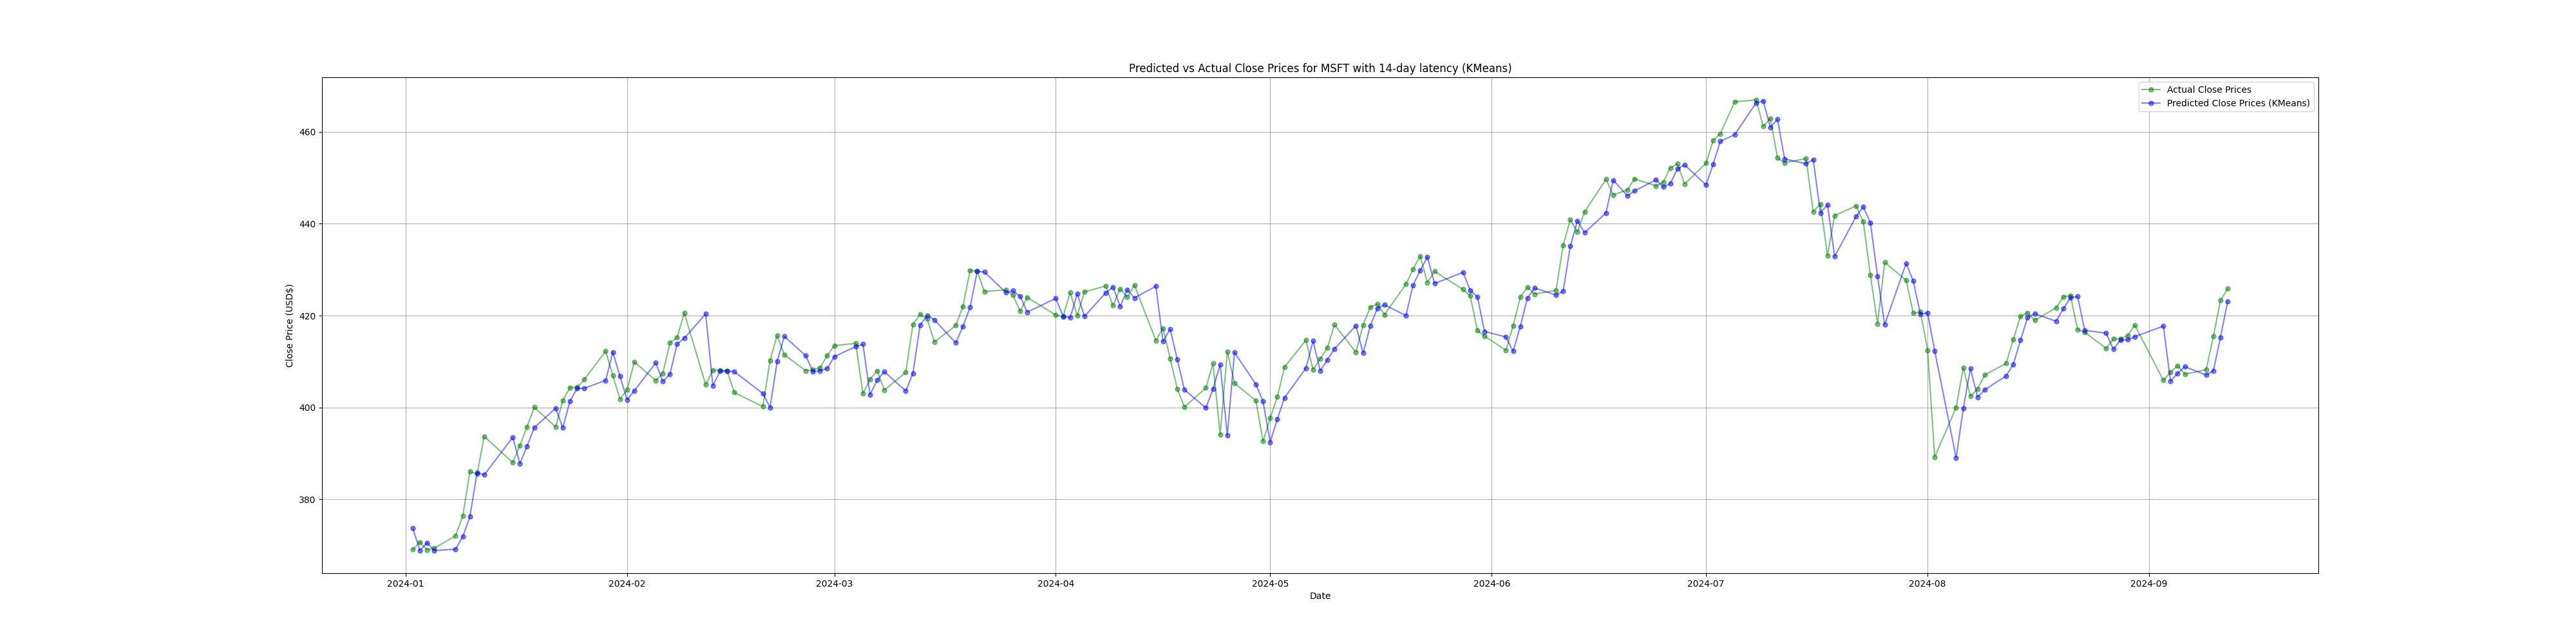 Predicted vs Actual Close Prices for MSFT with 14-day latency (KMeans)
Actual Close Prices
Predicted Close Prices (KMeans)
Close Price (USD$)
460
440
420
400
380
2024-01 2024-02 2024-03 2024-04 2024-05 2024-06 2024-07 2024-08 2024-09
Date